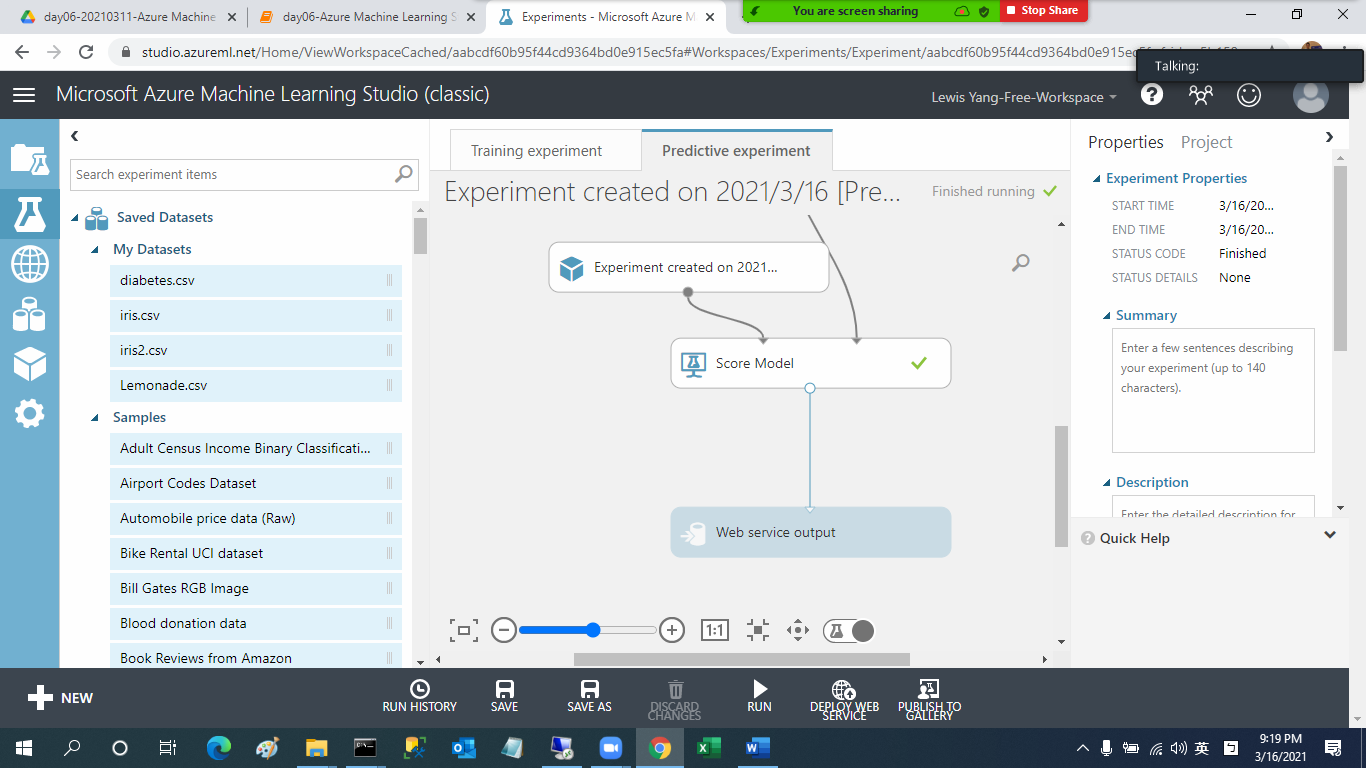 day06-20210311-Azure Machine
day06-Azure Machine Learning S
Experiments - Microsoft Azure M
You are screen sharing
Stop Share
studio.azureml.net/Home/ViewWorkspaceCached/aabcdf60b95f44cd9364bd0e915ec5fa#Workspaces/Experiments/Experiment/aabcdf60b95f44cd9364bd0e915ec
Talking:
Microsoft Azure Machine Learning Studio (classic)
Lewis Yang-Free-Workspace
Search experiment items
Saved Datasets
My Datasets
diabetes.csv
iris.csv
iris2.csv
Lemonade.csv
Samples
Adult Census Income Binary Classificati...
Airport Codes Dataset
Automobile price data (Raw)
Bike Rental UCI dataset
Bill Gates RGB Image
Blood donation data
Book Reviews from Amazon
Training experiment
Predictive experiment
Experiment created on 2021/3/16 [Pre...
Finished running
Experiment created on 2021...
Score Model
Web service output
1:1
Properties
Project
Experiment Properties
START TIME 3/16/20...
END TIME 3/16/20...
STATUS CODE Finished
STATUS DETAILS None
Summary
Enter a few sentences describing
your experiment (up to 140
characters).
Description
Enter the detailed description for
Quick Help
NEW
RUN HISTORY
SAVE
SAVE AS
DISCARD
CHANGES
RUN
DEPLOY WEB
SERVICE
PUBLISH TO
GALLERY
英
9:19 PM
3/16/2021